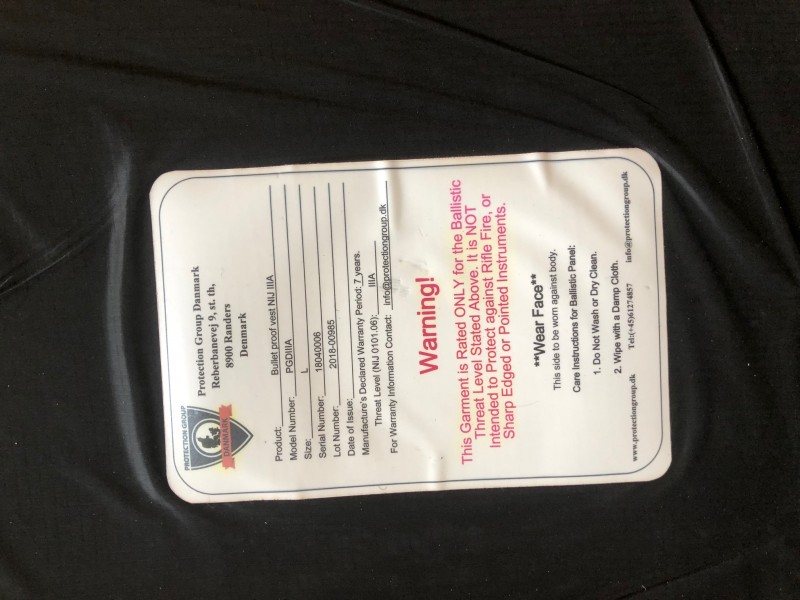 PROTECTION GROUP
DANMARK
Protection Group Danmark
Reberbanevej 9, st. th,
8900 Randers
Denmark
Product: Bullet proof vest NIJ IIIA
Model Number: PGDIIIA
Size: L
Serial Number: 18040006
Lot Number: 2018-00985
Date of Issue:
Manufacture's Declared Warranty Period: 7 years.
Threat Level (NIJ 0101.06): IIIA
For Warranty Information Contact: info@protectiongroup.dk
Warning!
This Garment is Rated ONLY for the Ballistic
Threat Level Stated Above. It is NOT
Intended to Protect against Rifle Fire, or
Sharp Edged or Pointed Instruments.
**Wear Face**
This side to be worn against body.
Care Instructions for Ballistic Panel:
1. Do Not Wash or Dry Clean.
2. Wipe with a Damp Cloth.
www.protectiongroup.dk Tel:(+45)61274857 info@protectiongroup.dk